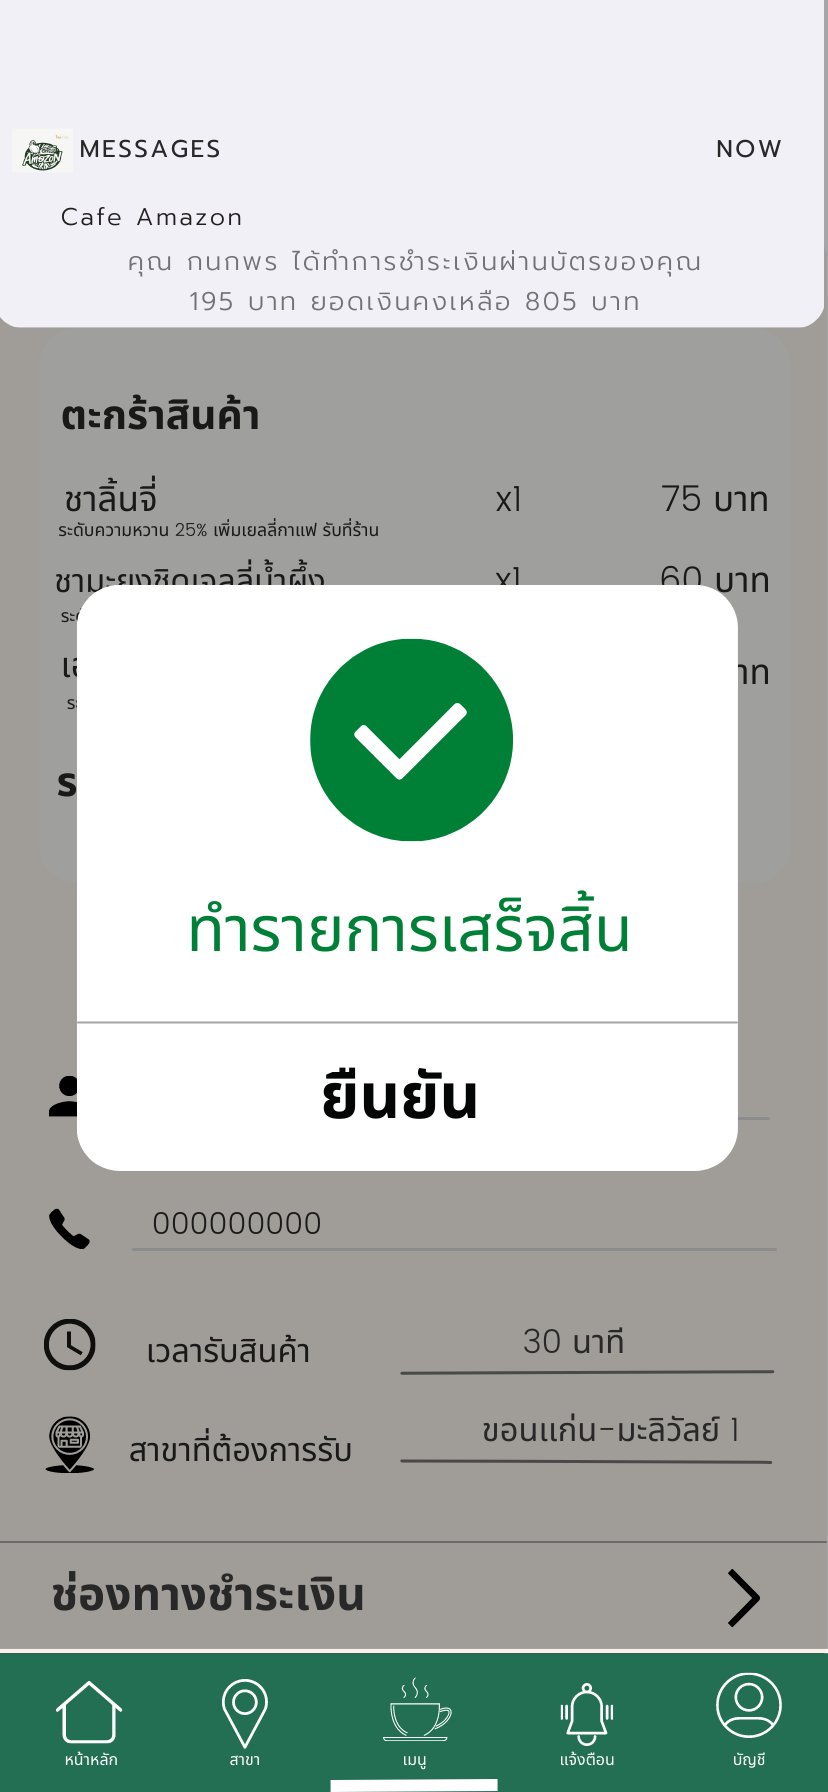 MESSAGES NOW
Cafe Amazon
คุณ กนกพร ได้ทำการชำระเงินผ่านบัตรของคุณ
195 บาท ยอดเงินคงเหลือ 805 บาท
ตะกร้าสินค้า
ชาลิ้นจี่ x1 75 บาท
ระดับความหวาน 25% เพิ่มเยลลี่กาแฟ รับที่ร้าน
ชามะยงชิดเจลลี่น้ำผึ้ง x1 60 บาท
ทำรายการเสร็จสิ้น
ยืนยัน
000000000
เวลารับสินค้า 30 นาที
สาขาที่ต้องการรับ ขอนแก่น-มะลิวัลย์ 1
ช่องทางชำระเงิน
หน้าหลัก สาขา เมนู แจ้งตือน บัญชี